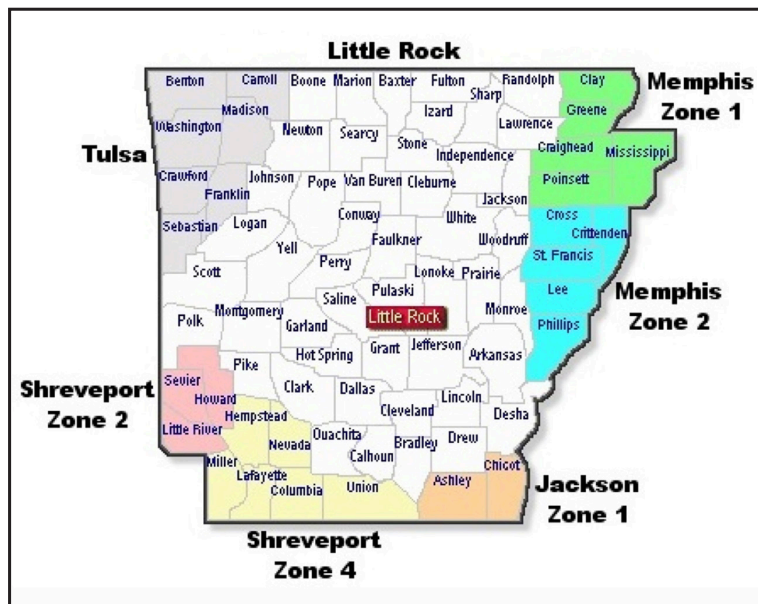 Little Rock
Benton
Carroll
Boone
Marion
Baxter
Fulton
Sharp
Randolph
Clay
Memphis
Zone 1
Greene
Madison
Washington
Izard
Lawrence
Newton
Searcy
Stone
Independence
Craighead
Mississippi
Tulsa
Crawford
Franklin
Johnson
Pope
Van Buren
Cleburne
Jackson
Poinsett
Sebastian
Logan
Conway
White
Woodruff
Cross
Crittenden
Yell
Faulkner
St. Francis
Scott
Perry
Lonoke
Prairie
Pulaski
Saline
Lee
Memphis
Zone 2
Polk
Montgomery
Garland
Little Rock
Monroe
Phillips
Hot Spring
Grant
Jefferson
Arkansas
Shreveport
Zone 2
Sevier
Howard
Pike
Clark
Dallas
Cleveland
Lincoln
Desha
Little River
Hempstead
Nevada
Ouachita
Calhoun
Bradley
Drew
Miller
Lafayette
Columbia
Union
Ashley
Chicot
Jackson
Zone 1
Shreveport
Zone 4